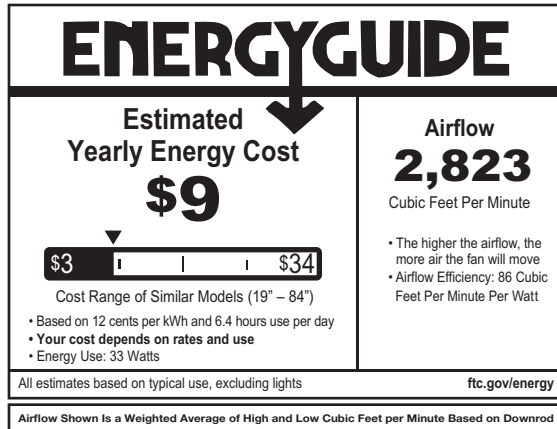 ENERGYGUIDE
Estimated
Yearly Energy Cost
$9
$3
$34
Cost Range of Similar Models (19” – 84”)
• Based on 12 cents per kWh and 6.4 hours use per day
• Your cost depends on rates and use
• Energy Use: 33 Watts
Airflow
2,823
Cubic Feet Per Minute
• The higher the airflow, the
more air the fan will move
• Airflow Efficiency: 86 Cubic
Feet Per Minute Per Watt
All estimates based on typical use, excluding lights
ftc.gov/energy
Airflow Shown Is a Weighted Average of High and Low Cubic Feet per Minute Based on Downrod